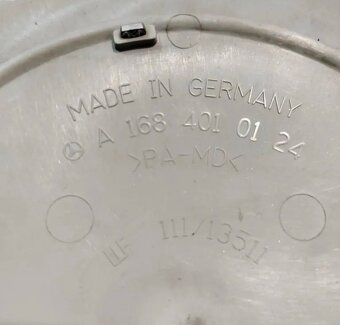 MADE IN GERMANY
A 168 401 01 24
>PA-MD<
111/13511